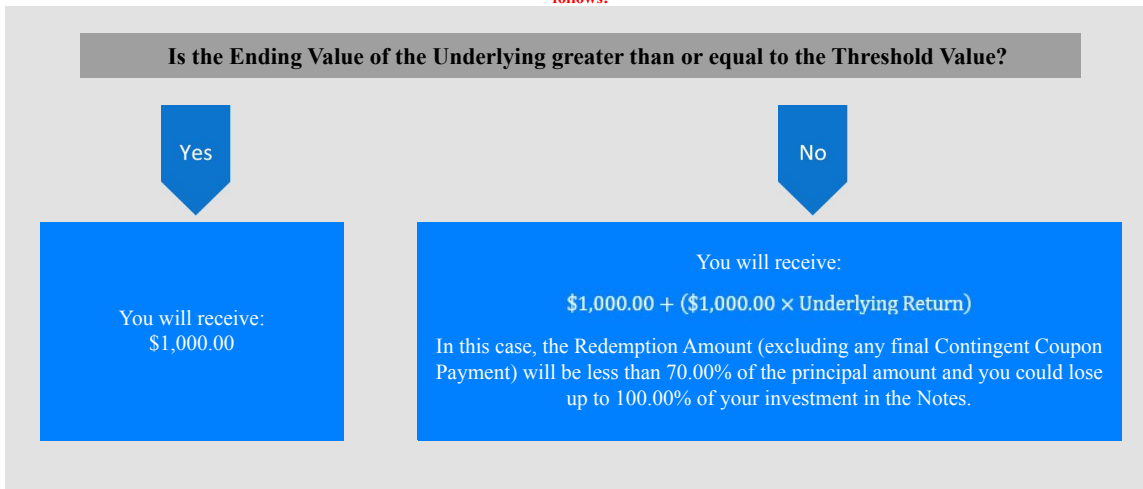 follows:
Is the Ending Value of the Underlying greater than or equal to the Threshold Value?
Yes
No
You will receive:
$1,000.00
You will receive:
$1,000.00 + ($1,000.00 × Underlying Return)
In this case, the Redemption Amount (excluding any final Contingent Coupon
Payment) will be less than 70.00% of the principal amount and you could lose
up to 100.00% of your investment in the Notes.